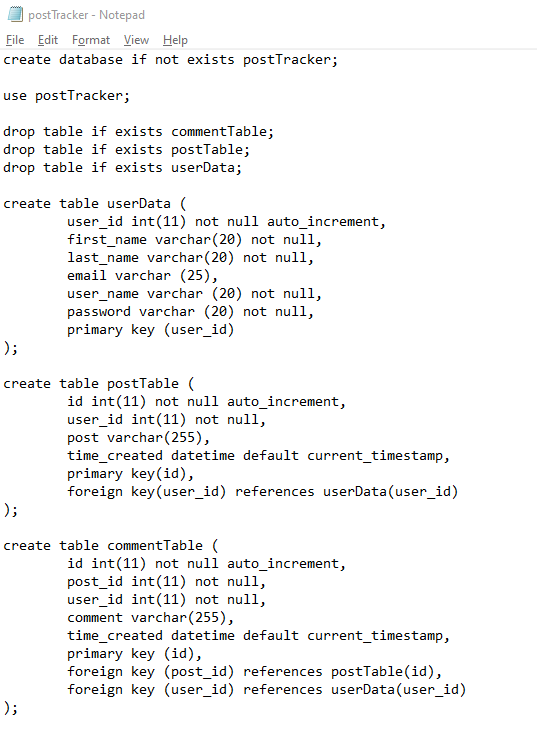 postTracker - Notepad
File Edit Format View Help
create database if not exists postTracker;
use postTracker;
drop table if exists commentTable;
drop table if exists postTable;
drop table if exists userData;
create table userData (
user_id int(11) not null auto_increment,
first_name varchar(20) not null,
last_name varchar(20) not null,
email varchar (25),
user_name varchar (20) not null,
password varchar (20) not null,
primary key (user_id)
);
create table postTable (
id int(11) not null auto_increment,
user_id int(11) not null,
post varchar(255),
time_created datetime default current_timestamp,
primary key(id),
foreign key(user_id) references userData(user_id)
);
create table commentTable (
id int(11) not null auto_increment,
post_id int(11) not null,
user_id int(11) not null,
comment varchar(255),
time_created datetime default current_timestamp,
primary key (id),
foreign key (post_id) references postTable(id),
foreign key (user_id) references userData(user_id)
);